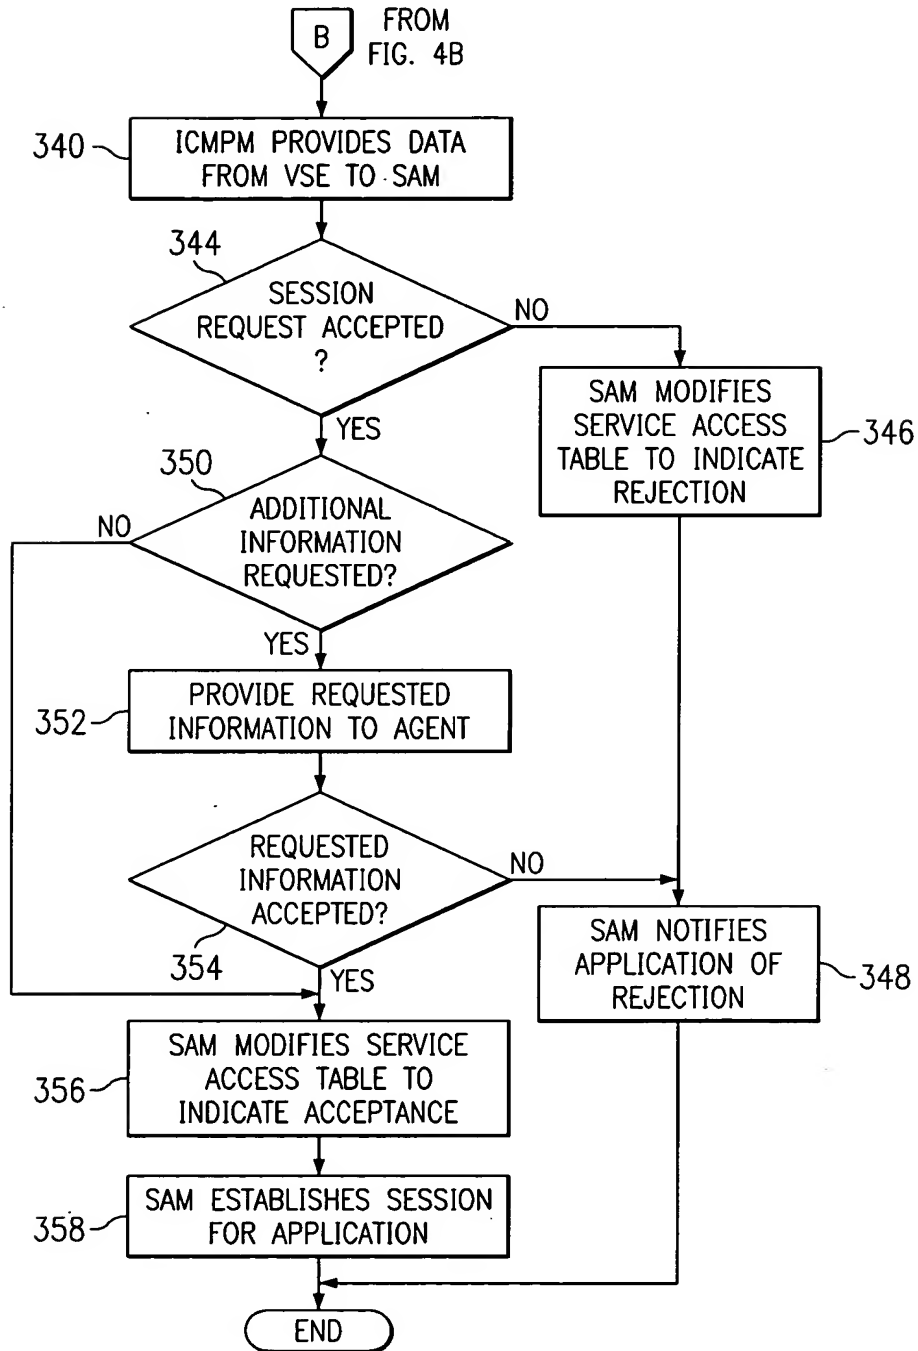 B
FROM
FIG. 4B
340
ICMPM PROVIDES DATA
FROM VSE TO SAM
344
SESSION
REQUEST ACCEPTED
?
NO
YES
SAM MODIFIES
SERVICE ACCESS
TABLE TO INDICATE
REJECTION
346
350
ADDITIONAL
INFORMATION
REQUESTED?
NO
YES
352
PROVIDE REQUESTED
INFORMATION TO AGENT
REQUESTED
INFORMATION
ACCEPTED?
NO
354
YES
SAM NOTIFIES
APPLICATION OF
REJECTION
348
356
SAM MODIFIES SERVICE
ACCESS TABLE TO
INDICATE ACCEPTANCE
358
SAM ESTABLISHES SESSION
FOR APPLICATION
END